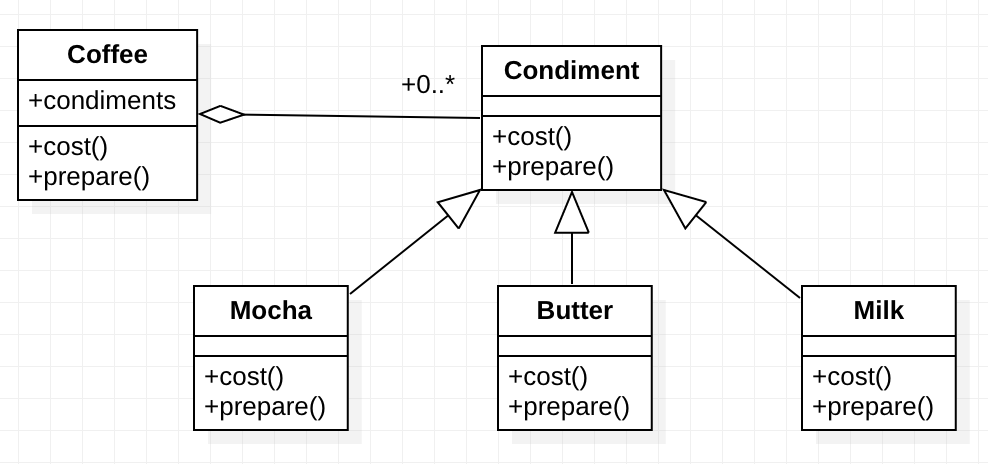 Coffee
+condiments
+cost()
+prepare()
+0..*
Condiment
+cost()
+prepare()
Mocha
+cost()
+prepare()
Butter
+cost()
+prepare()
Milk
+cost()
+prepare()